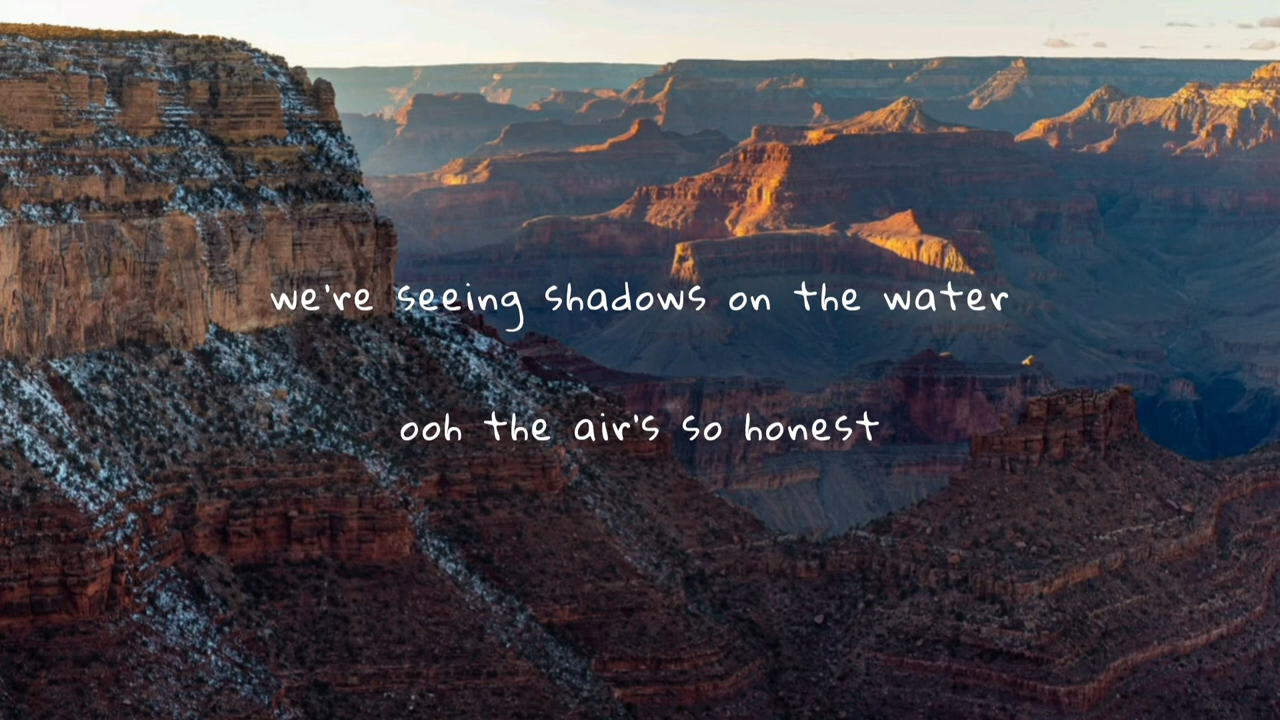 we're seeing shadows on the water
ooh the air's so honest